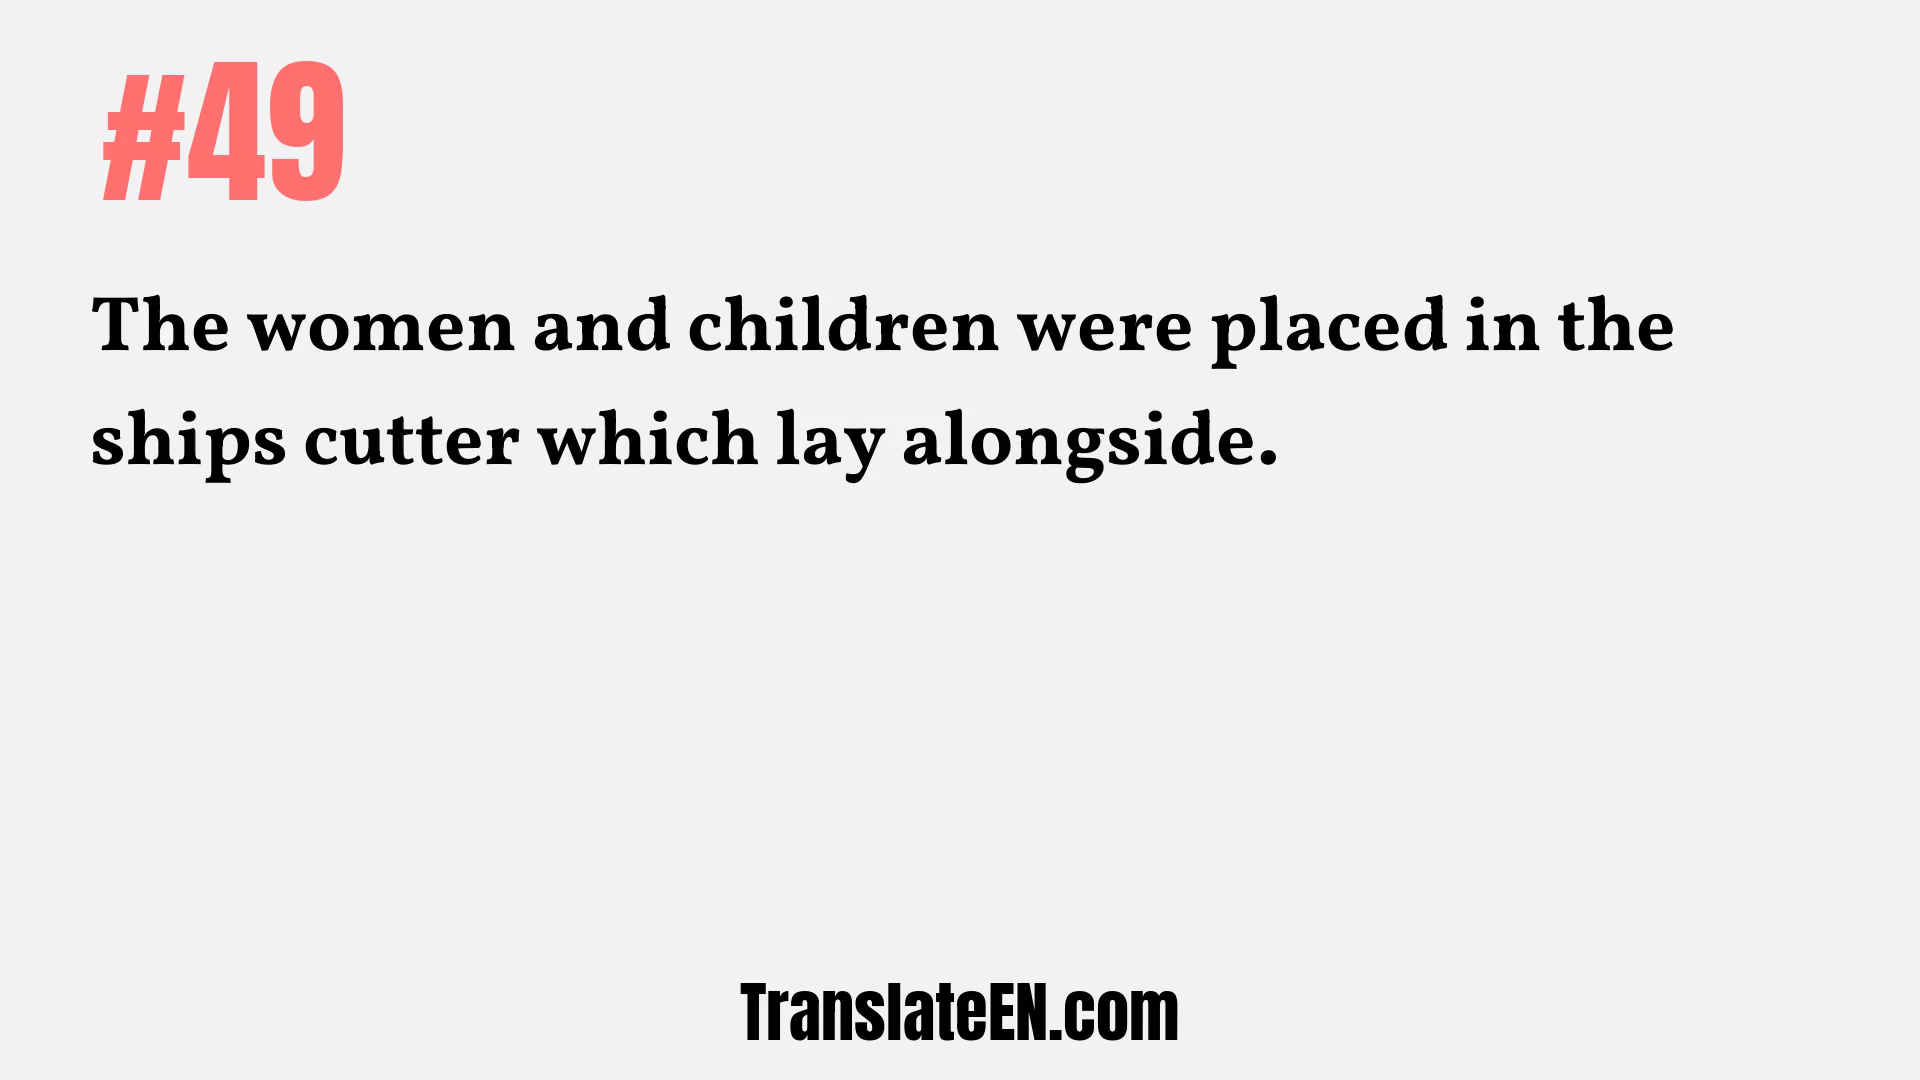 #49
The women and children were placed in the
ships cutter which lay alongside.
TranslateEN.com